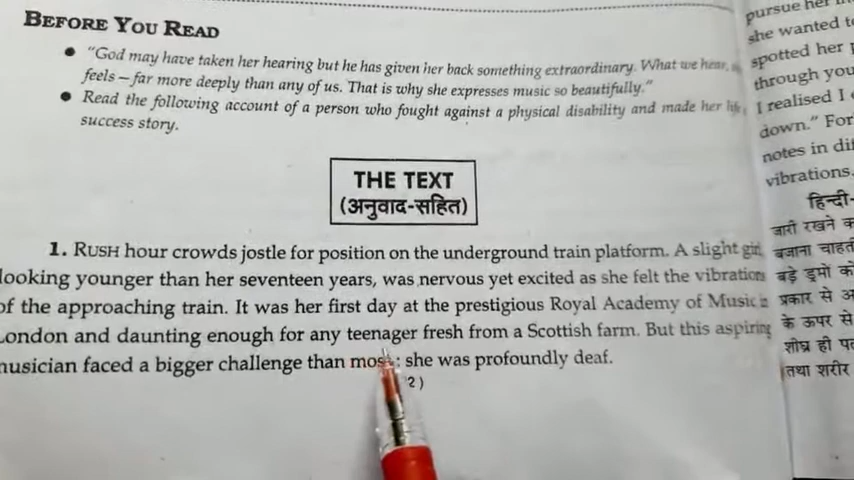 BEFORE YOU READ
● "God may have taken her hearing but he has given her back something extraordinary. What we hear,
feels – far more deeply than any of us. That is why she expresses music so beautifully."
● Read the following account of a person who fought against a physical disability and made her life
success story.
THE TEXT
(अनुवाद-सहित)
1. RUSH hour crowds jostle for position on the underground train platform. A slight girl,
looking younger than her seventeen years, was nervous yet excited as she felt the vibrations
of the approaching train. It was her first day at the prestigious Royal Academy of Music in
London and daunting enough for any teenager fresh from a Scottish farm. But this aspiring
musician faced a bigger challenge than most: she was profoundly deaf.
2)
pursue her
she wanted to
spotted her
through you
I realised I
down." For
notes in dif
vibrations,
हिन्दी-
जारी रखने क
बजाना चाहत
बड़े ड्रमों को
प्रकार से अ
के ऊपर से
शीघ्र ही पत
तथा शरीर